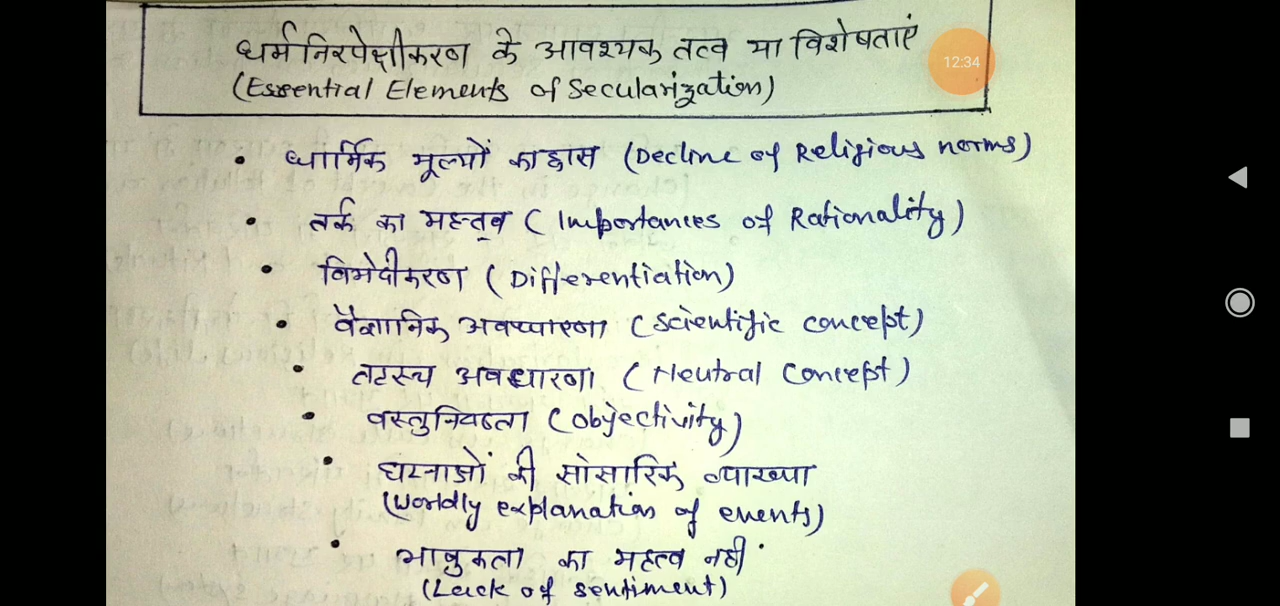 धर्मनिरपेक्षीकरण के आवश्यक तत्व या विशेषताएं
(Essential Elements of Secularization)
12:34
• धार्मिक मूल्यों का ह्रास (Decline of Religious norms)
• तर्क का महत्त्व (Importances of Rationality)
• विभेदीकरण (Differentiation)
• वैज्ञानिक अवधारणा (Scientific concept)
• तटस्थ अवधारणा (Neutral Concept)
• वस्तुनिष्ठता (Objectivity)
• घटनाओं की सांसारिक व्याख्या
(Worldly explanation of events)
• भावुकता का महत्व नहीं
(Lack of sentiment)